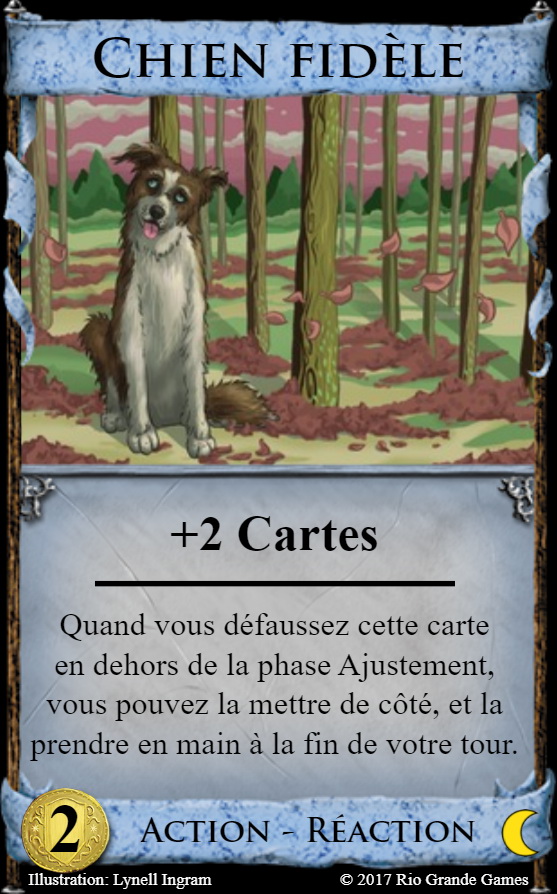 Chien fidèle
+2 Cartes
Quand vous défaussez cette carte
en dehors de la phase Ajustement,
vous pouvez la mettre de côté, et la
prendre en main à la fin de votre tour.
2 Action - Réaction
Illustration: Lynell Ingram © 2017 Rio Grande Games